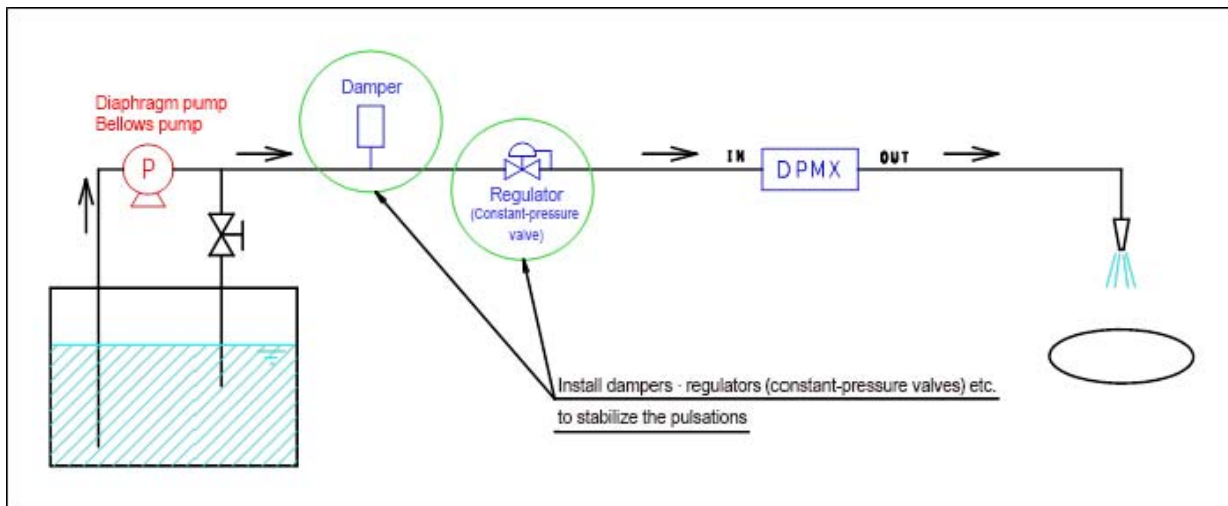 Diaphragm pump
Bellows pump
P
Damper
Regulator
(Constant-pressure
valve)
IN
DPMX
OUT
Install dampers · regulators (constant-pressure valves) etc.
to stabilize the pulsations